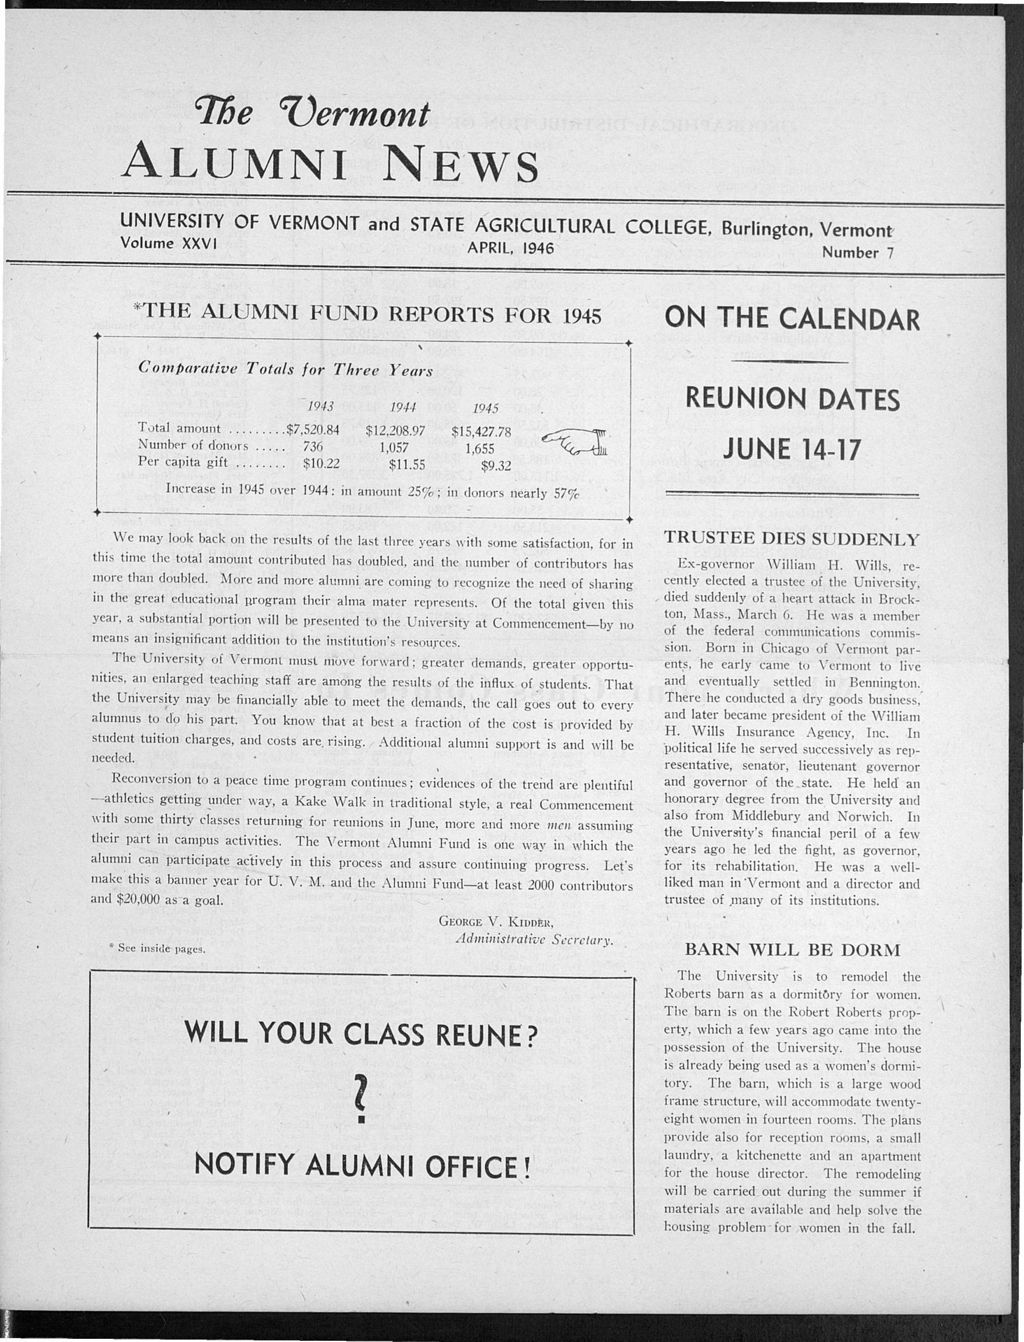 The Vermont
ALUMNI NEWS
UNIVERSITY OF VERMONT and STATE AGRICULTURAL COLLEGE, Burlington, Vermont
Volume XXVI APRIL, 1946 Number 7
*THE ALUMNI FUND REPORTS FOR 1945
Comparative Totals for Three Years
1943 1944 1945
Total amount .........$7,520.84 $12,208.97 $15,427.78
Number of donors ..... 736 1,057 1,655
Per capita gift ........ $10.22 $11.55 $9.32
Increase in 1945 over 1944: in amount 25%; in donors nearly 57%
We may look back on the results of the last three years with some satisfaction, for in
this time the total amount contributed has doubled, and the number of contributors has
more than doubled. More and more alumni are coming to recognize the need of sharing
in the great educational program their alma mater represents. Of the total given this
year, a substantial portion will be presented to the University at Commencement—by no
means an insignificant addition to the institution's resources.
The University of Vermont must move forward; greater demands, greater opportu-
nities, an enlarged teaching staff are among the results of the influx of students. That
the University may be financially able to meet the demands, the call goes out to every
alumnus to do his part. You know that at best a fraction of the cost is provided by
student tuition charges, and costs are rising. Additional alumni support is and will be
needed.
Reconversion to a peace time program continues; evidences of the trend are plentiful
—athletics getting under way, a Kake Walk in traditional style, a real Commencement
with some thirty classes returning for reunions in June, more and more men assuming
their part in campus activities. The Vermont Alumni Fund is one way in which the
alumni can participate actively in this process and assure continuing progress. Let's
make this a banner year for U. V. M. and the Alumni Fund—at least 2000 contributors
and $20,000 as a goal.
GEORGE V. KIDDER,
Administrative Secretary.
* See inside pages.
WILL YOUR CLASS REUNE?
?
NOTIFY ALUMNI OFFICE!
ON THE CALENDAR
REUNION DATES
JUNE 14-17
TRUSTEE DIES SUDDENLY
Ex-governor William H. Wills, re-
cently elected a trustee of the University,
died suddenly of a heart attack in Brock-
ton, Mass., March 6. He was a member
of the federal communications commis-
sion. Born in Chicago of Vermont par-
ents, he early came to Vermont to live
and eventually settled in Bennington.
There he conducted a dry goods business,
and later became president of the William
H. Wills Insurance Agency, Inc. In
political life he served successively as rep-
resentative, senator, lieutenant governor
and governor of the state. He held an
honorary degree from the University and
also from Middlebury and Norwich. In
the University's financial peril of a few
years ago he led the fight, as governor,
for its rehabilitation. He was a well-
liked man in Vermont and a director and
trustee of many of its institutions.
BARN WILL BE DORM
The University is to remodel the
Roberts barn as a dormitory for women.
The barn is on the Robert Roberts prop-
erty, which a few years ago came into the
possession of the University. The house
is already being used as a women's dormi-
tory. The barn, which is a large wood
frame structure, will accommodate twenty-
eight women in fourteen rooms. The plans
provide also for reception rooms, a small
laundry, a kitchenette and an apartment
for the house director. The remodeling
will be carried out during the summer if
materials are available and help solve the
housing problem for women in the fall.